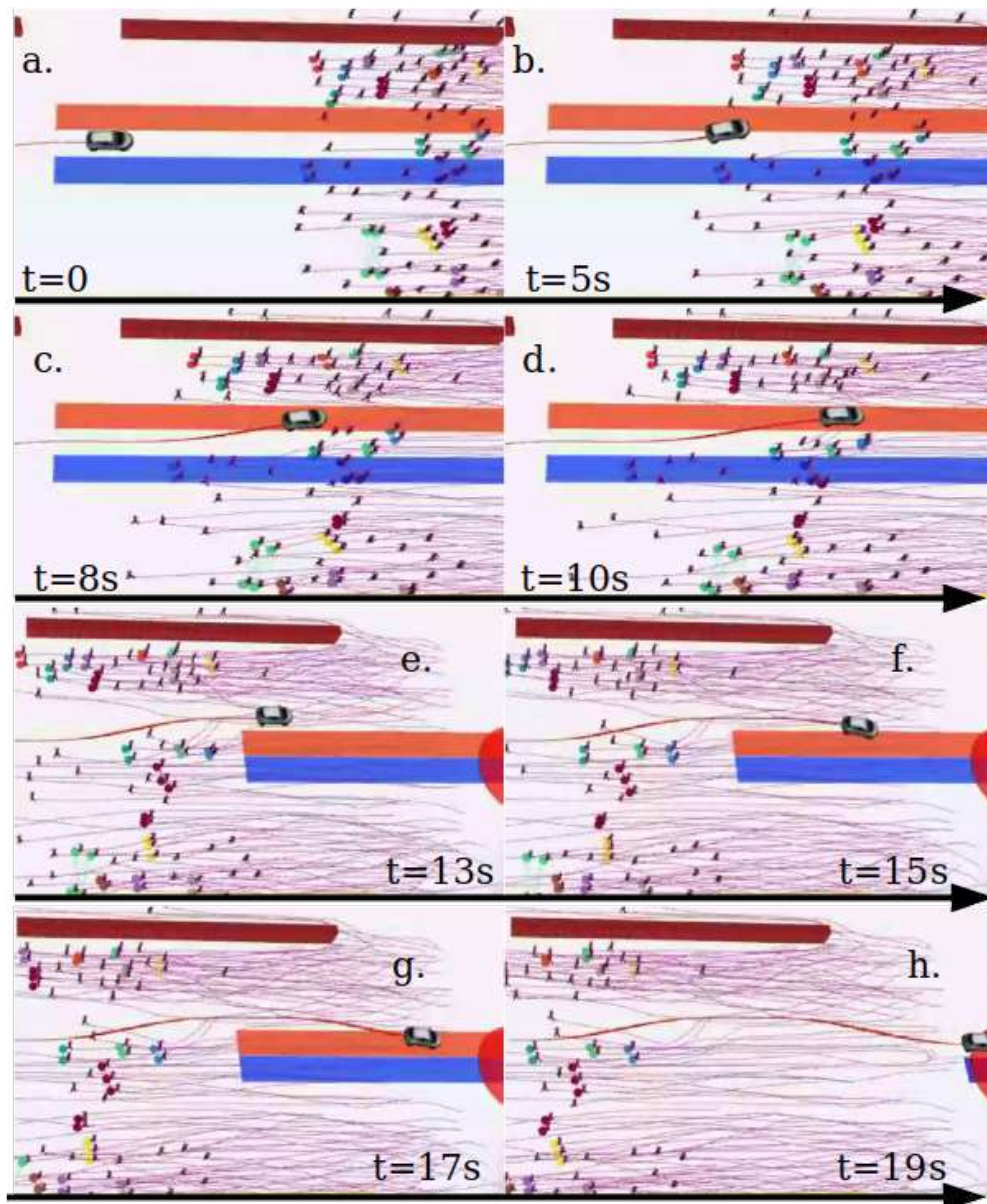 a.
b.
t=0
t=5s
c.
d.
t=8s
t=10s
e.
f.
t=13s
t=15s
g.
h.
t=17s
t=19s